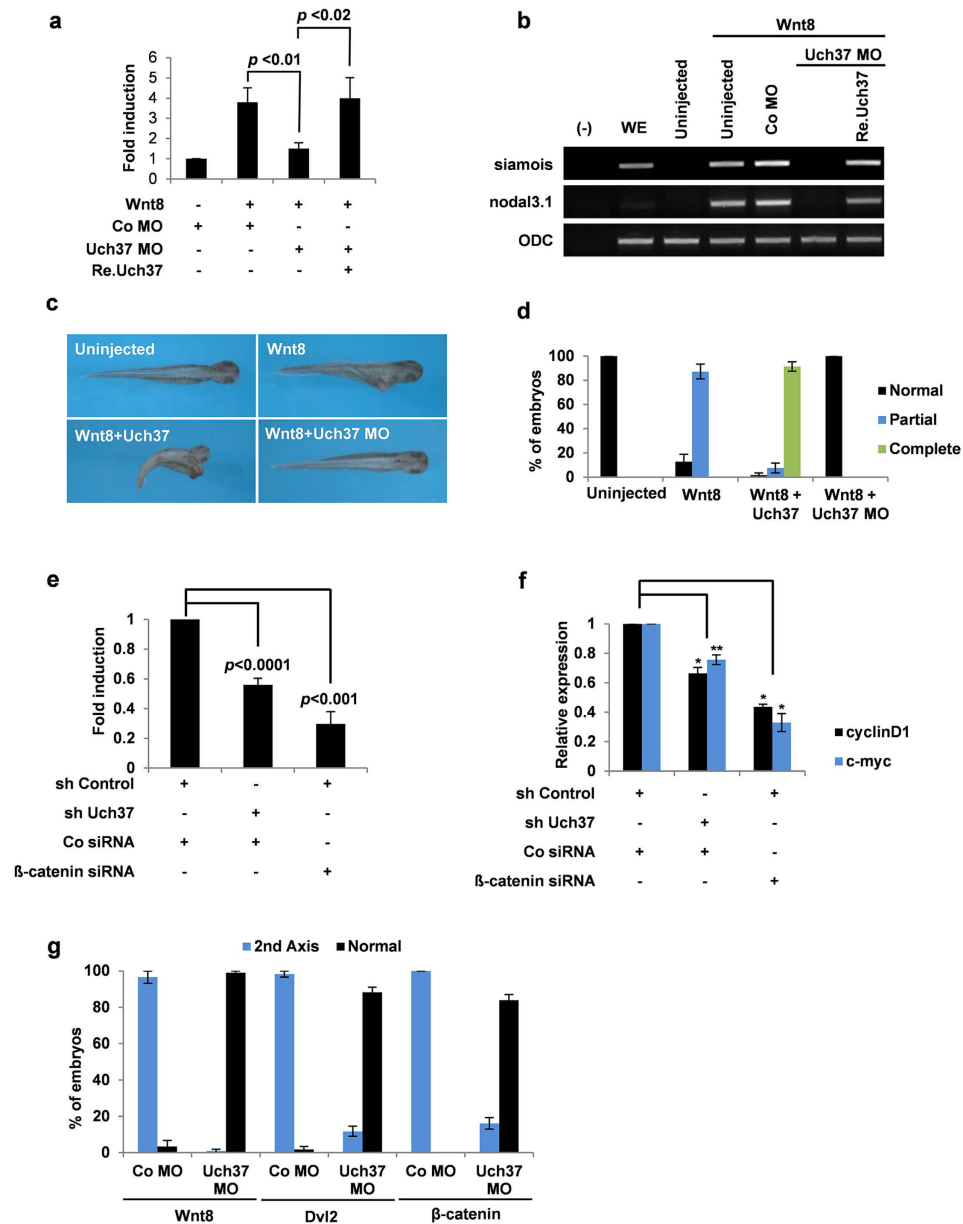 a
p <0.02
p <0.01
Fold induction
6
5
4
3
2
1
0
Wnt8 - + + +
Co MO + + - -
Uch37 MO - - + +
Re.Uch37 - - - +
b
Wnt8
Uch37 MO
(-) WE Uninjected Uninjected Co MO Re.Uch37
siamois
nodal3.1
ODC
c
Uninjected
Wnt8
Wnt8+Uch37
Wnt8+Uch37 MO
d
% of embryos
100
80
60
40
20
0
Uninjected Wnt8 Wnt8 + Wnt8 +
Uch37 Uch37 MO
Normal
Partial
Complete
e
Fold induction
1
0.8
0.6
0.4
0.2
0
p<0.0001
p<0.001
sh Control + - +
sh Uch37 - + -
Co siRNA + + -
ß-catenin siRNA - - +
f
Relative expression
1
0.8
0.6
0.4
0.2
0
* ** * *
cyclinD1
c-myc
sh Control + - +
sh Uch37 - + -
Co siRNA + + -
ß-catenin siRNA - - +
g
2nd Axis Normal
% of embryos
100
80
60
40
20
0
Co MO Uch37 Co MO Uch37 Co MO Uch37
MO MO MO
Wnt8 Dvl2 β-catenin